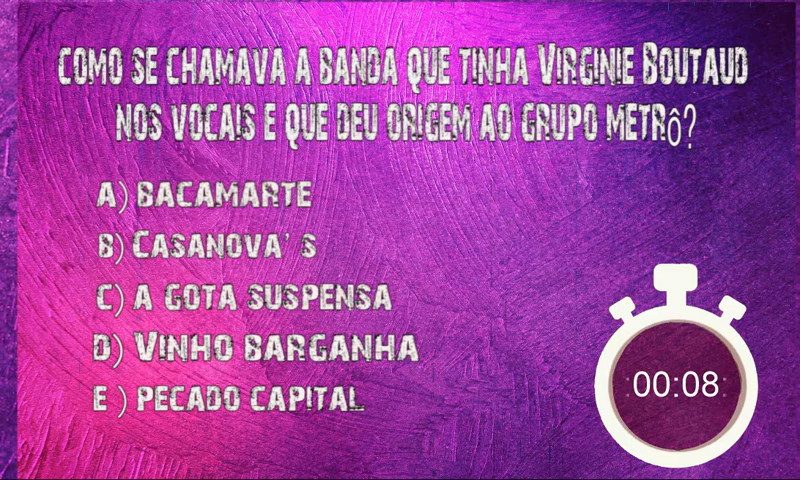 COMO SE CHAMAVA A BANDA QUE TINHA VIRGINIE BOUTAUD
NOS VOCAIS E QUE DEU ORIGEM AO GRUPO METRô?
A) BACAMARTE
B) CASANOVA' S
C) A GOTA SUSPENSA
D) VINHO BARGANHA
E ) PECADO CAPITAL
00:08